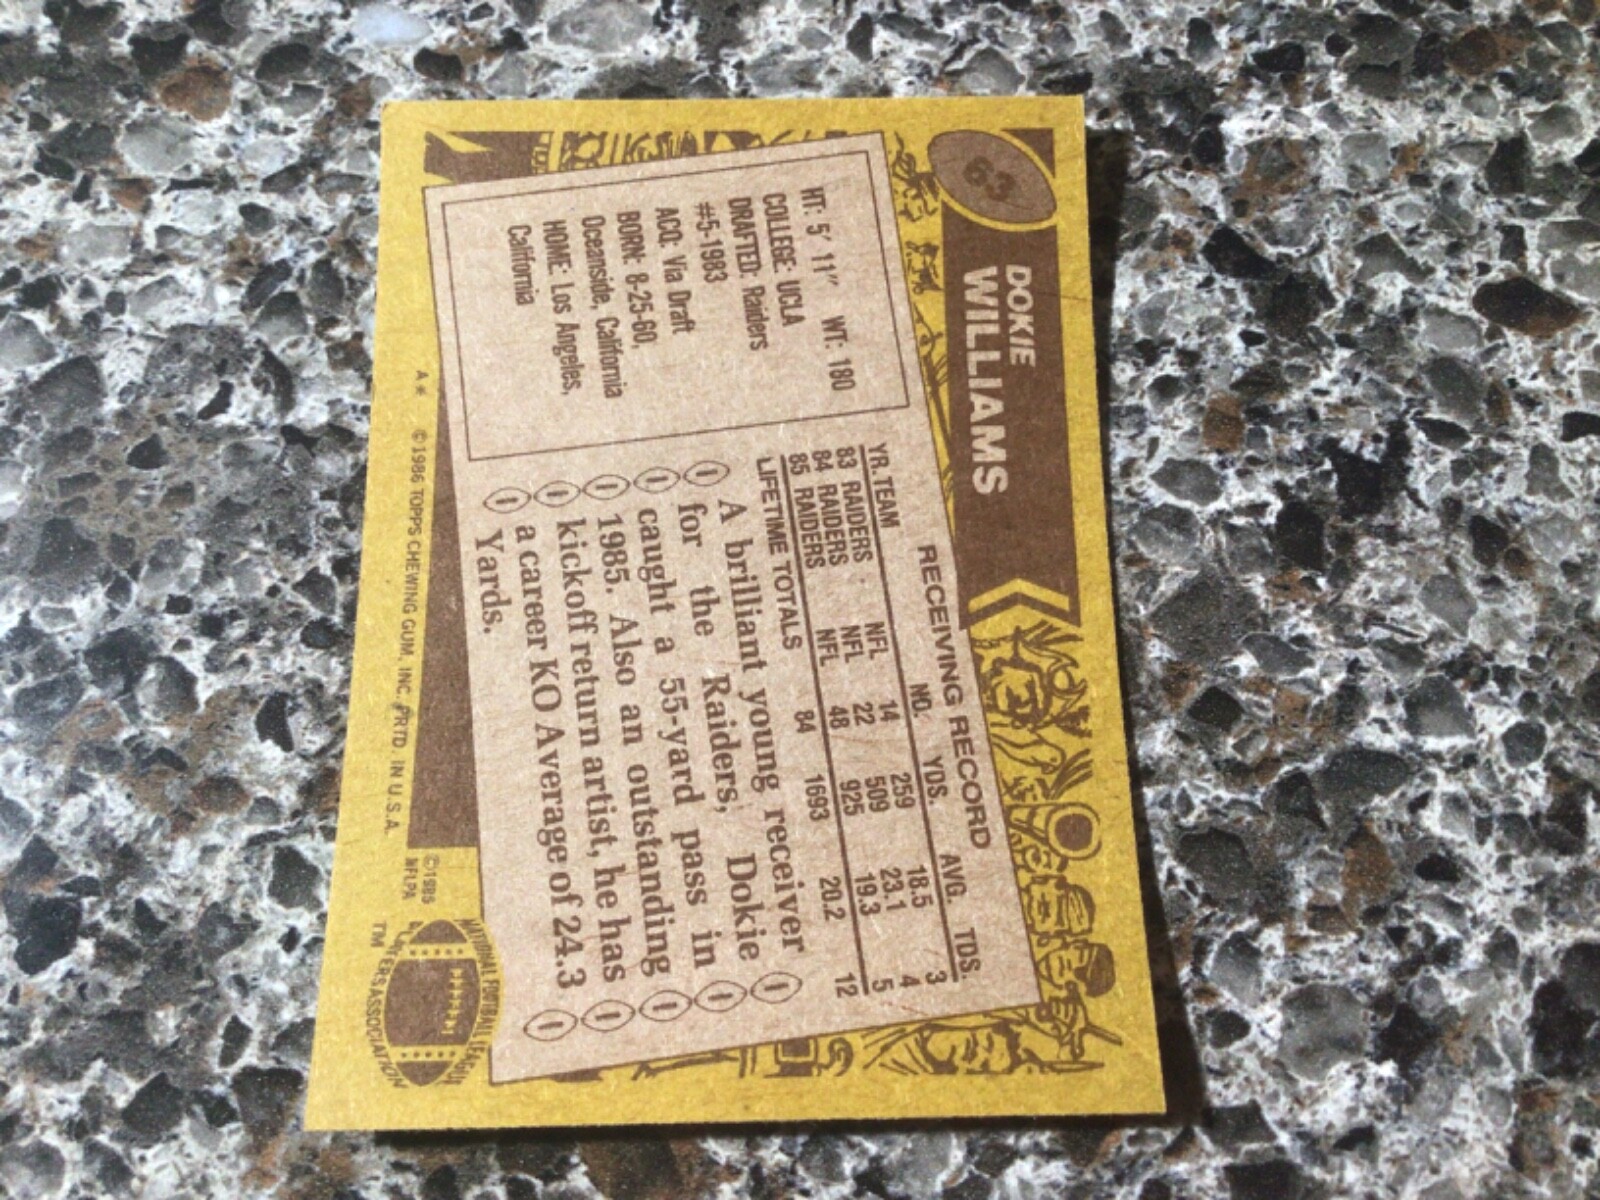 63
DOKIE
WILLIAMS
HT: 5' 11" WT: 180
COLLEGE: UCLA
DRAFTED: Raiders
#5-1983
ACQ: Via Draft
BORN: 8-25-60,
Oceanside, California
HOME: Los Angeles,
California
RECEIVING RECORD
YR. TEAM NO. YDS. AVG. TDS.
83 RAIDERS NFL 14 259 18.5 3
84 RAIDERS NFL 22 509 23.1 4
85 RAIDERS NFL 48 925 19.3 5
LIFETIME TOTALS 84 1693 20.2 12
A brilliant young receiver
for the Raiders, Dokie
caught a 55-yard pass in
1985. Also an outstanding
kickoff return artist, he has
a career KO Average of 24.3
Yards.
A* ©1986 TOPPS CHEWING GUM, INC. PRTD. IN U.S.A.
©1985
NFLPA
NATIONAL FOOTBALL LEAGUE
PLAYERS ASSOCIATION
TM